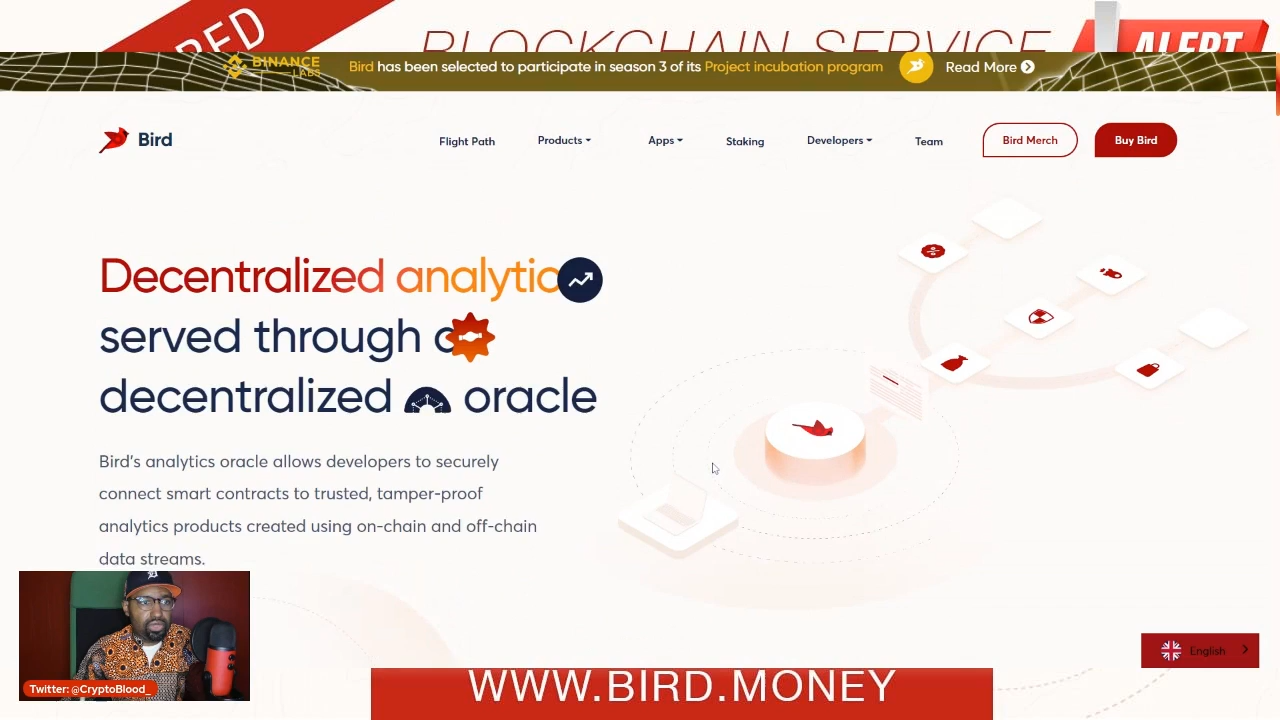 BLOCKCHAIN SERVICE
ALERT
BINANCE
LABS
Bird has been selected to participate in season 3 of its Project incubation program
Read More
Bird
Flight Path
Products
Apps
Staking
Developers
Team
Bird Merch
Buy Bird
Decentralized analytic
served through
decentralized oracle
Bird's analytics oracle allows developers to securely
connect smart contracts to trusted, tamper-proof
analytics products created using on-chain and off-chain
data streams.
Twitter: @CryptoBlood_
English
WWW.BIRD.MONEY